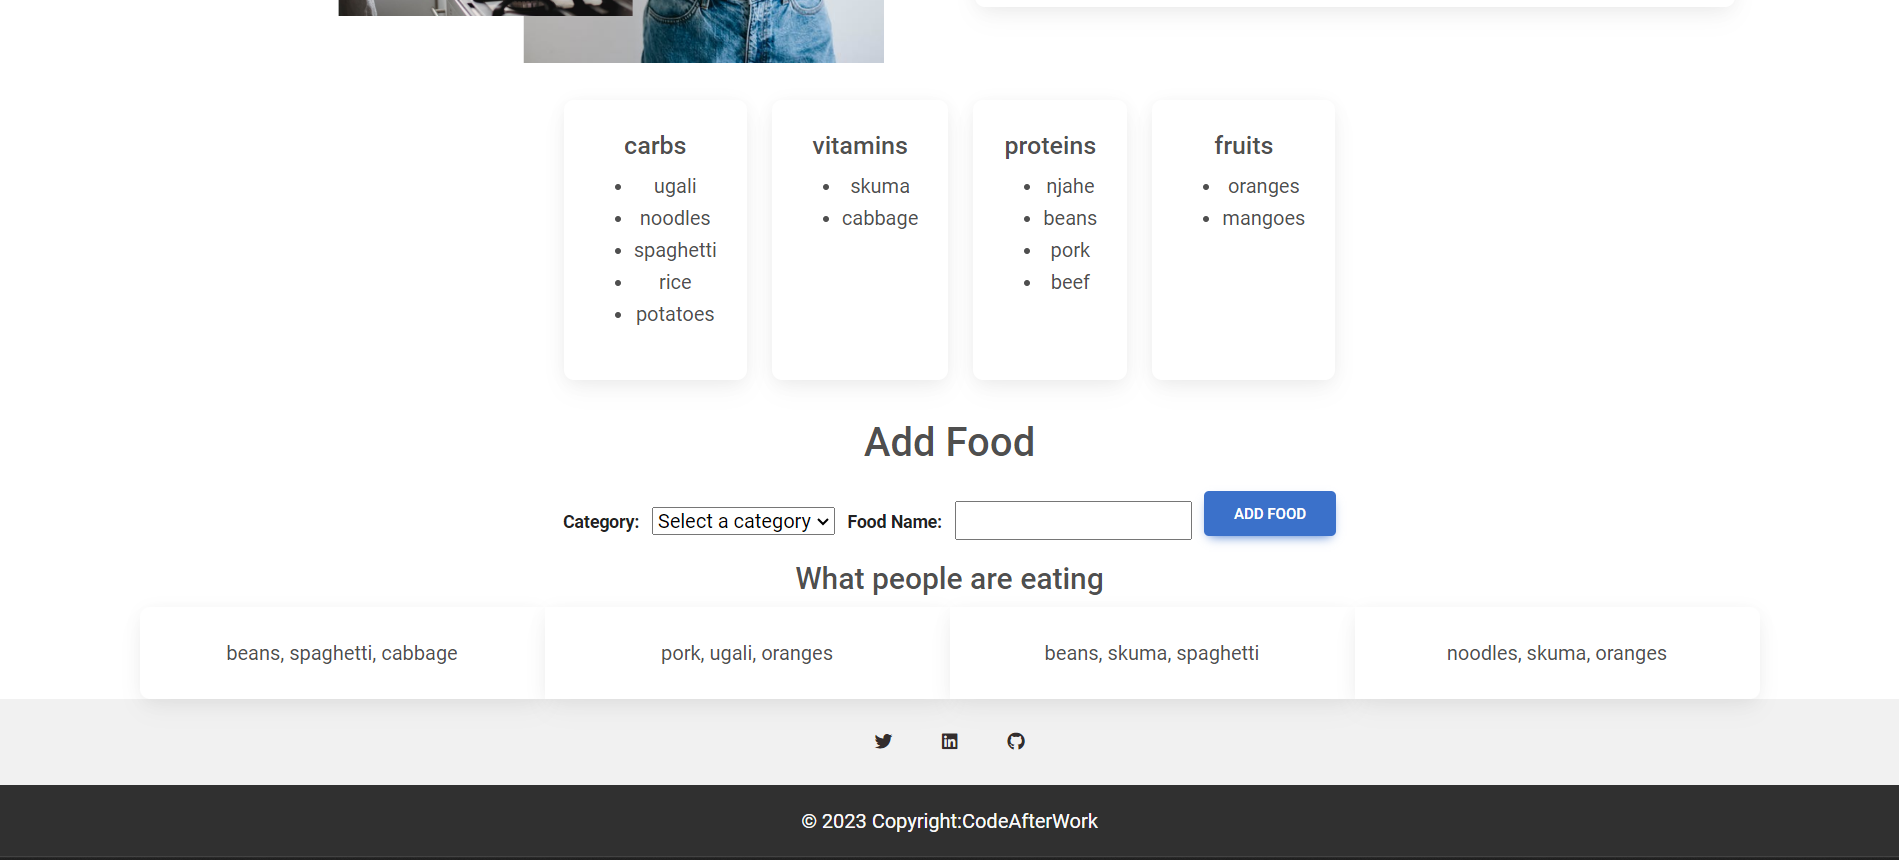 carbs
ugali
noodles
spaghetti
rice
potatoes
vitamins
skuma
cabbage
proteins
njahe
beans
pork
beef
fruits
oranges
mangoes
Add Food
Category: Select a category Food Name: ADD FOOD
What people are eating
beans, spaghetti, cabbage
pork, ugali, oranges
beans, skuma, spaghetti
noodles, skuma, oranges
© 2023 Copyright:CodeAfterWork